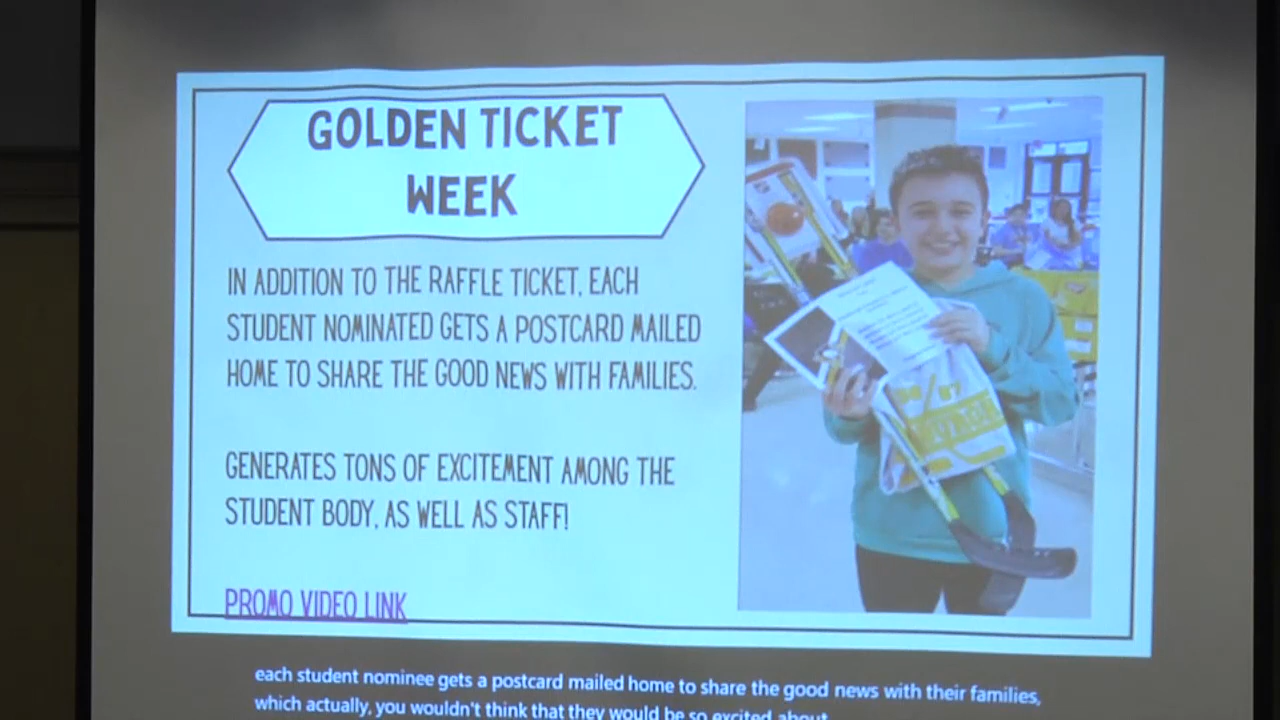 GOLDEN TICKET
WEEK
IN ADDITION TO THE RAFFLE TICKET, EACH
STUDENT NOMINATED GETS A POSTCARD MAILED
HOME TO SHARE THE GOOD NEWS WITH FAMILIES.
GENERATES TONS OF EXCITEMENT AMONG THE
STUDENT BODY, AS WELL AS STAFF!
PROMO VIDEO LINK
each student nominee gets a postcard mailed home to share the good news with their families,
which actually, you wouldn't think that they would be so excited about